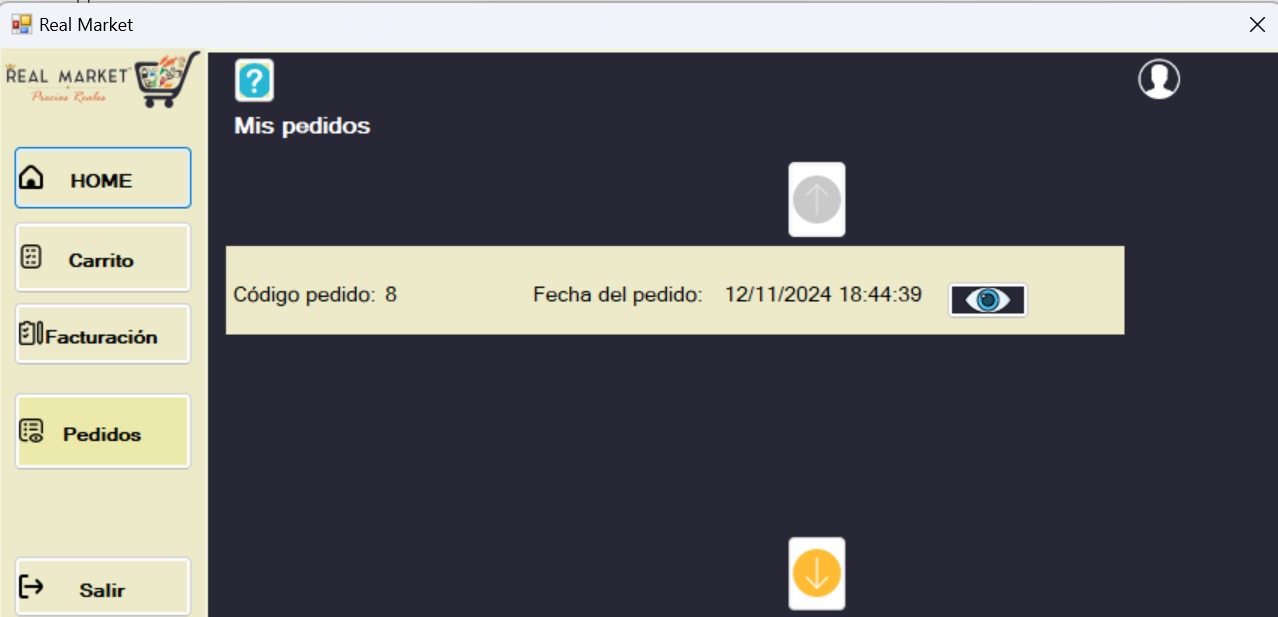 Real Market
REAL MARKET
Precios Reales
?
Mis pedidos
HOME
Carrito
Facturación
Pedidos
Salir
Código pedido: 8 Fecha del pedido: 12/11/2024 18:44:39